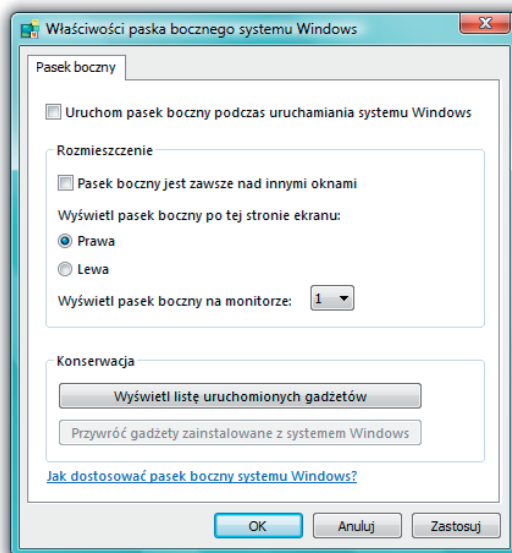 Właściwości paska bocznego systemu Windows
Pasek boczny
Uruchom pasek boczny podczas uruchamiania systemu Windows
Rozmieszczenie
Pasek boczny jest zawsze nad innymi oknami
Wyświetl pasek boczny po tej stronie ekranu:
Prawa
Lewa
Wyświetl pasek boczny na monitorze: 1
Konserwacja
Wyświetl listę uruchomionych gadżetów
Przywróć gadżety zainstalowane z systemem Windows
Jak dostosować pasek boczny systemu Windows?
OK Anuluj Zastosuj